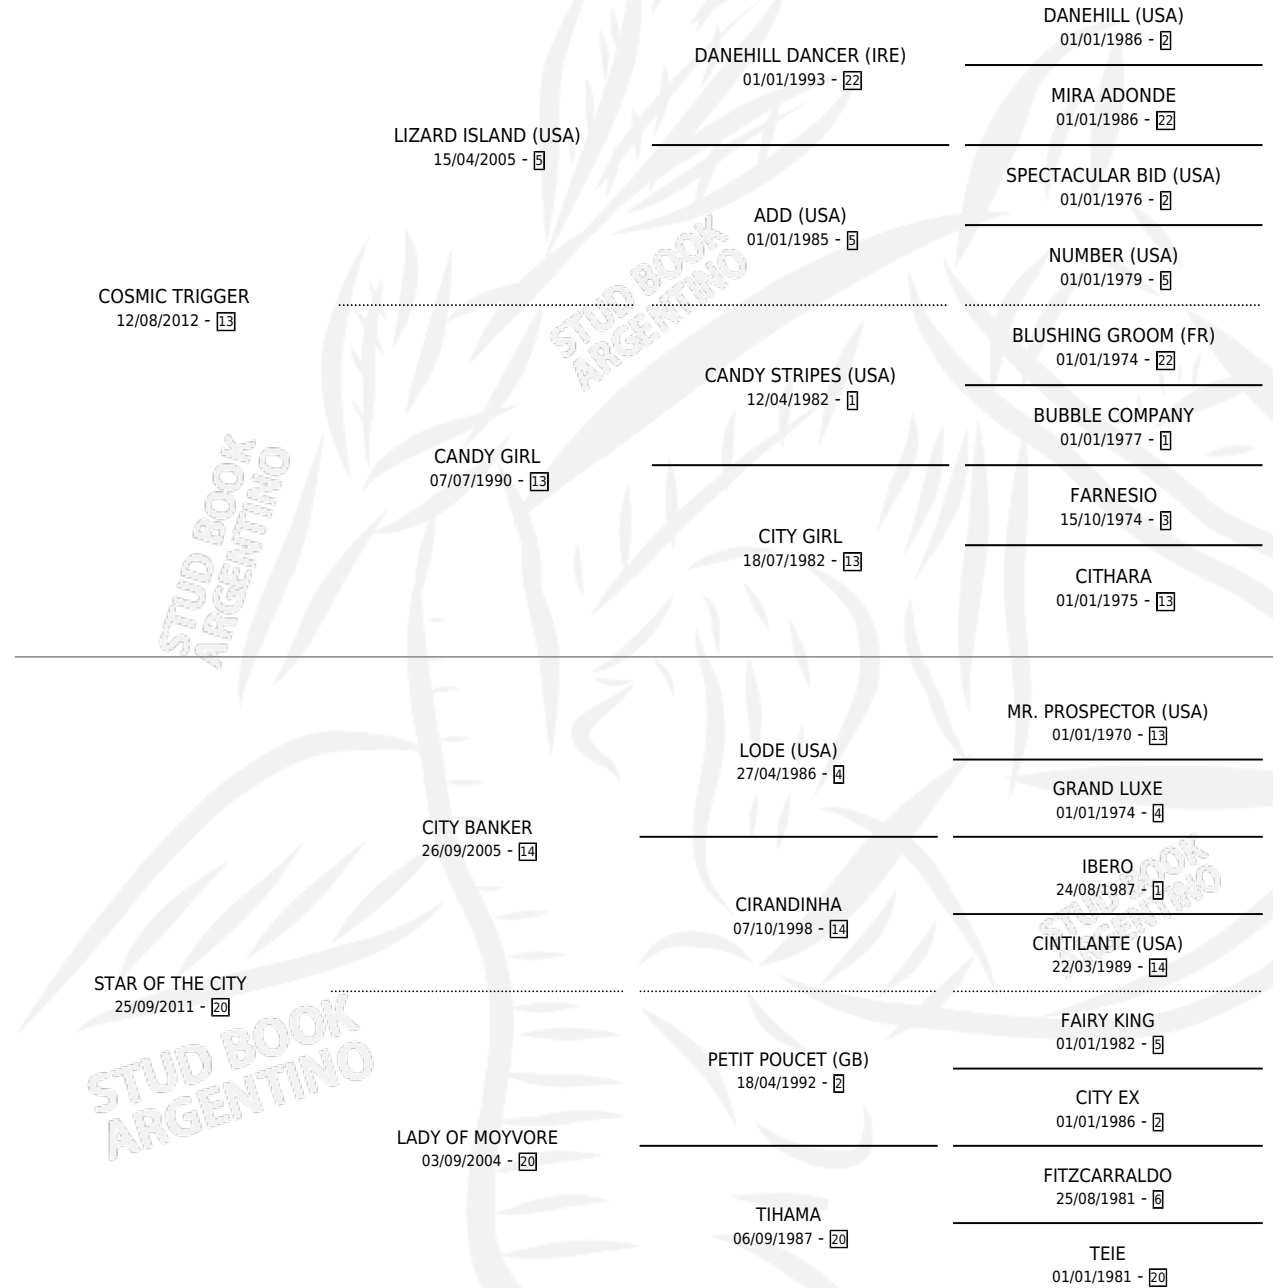 DANEHILL (USA)
01/01/1986 - 2
DANEHILL DANCER (IRE)
01/01/1993 - 22
MIRA ADONDE
01/01/1986 - 22
LIZARD ISLAND (USA)
15/04/2005 - 5
SPECTACULAR BID (USA)
01/01/1976 - 2
ADD (USA)
01/01/1985 - 5
NUMBER (USA)
01/01/1979 - 5
COSMIC TRIGGER
12/08/2012 - 13
BLUSHING GROOM (FR)
01/01/1974 - 22
CANDY STRIPES (USA)
12/04/1982 - 1
BUBBLE COMPANY
01/01/1977 - 1
CANDY GIRL
07/07/1990 - 13
FARNESIO
15/10/1974 - 3
CITY GIRL
18/07/1982 - 13
CITHARA
01/01/1975 - 13
MR. PROSPECTOR (USA)
01/01/1970 - 13
LODE (USA)
27/04/1986 - 4
GRAND LUXE
01/01/1974 - 4
CITY BANKER
26/09/2005 - 14
IBERO
24/08/1987 - 1
CIRANDINHA
07/10/1998 - 14
CINTILANTE (USA)
22/03/1989 - 14
STAR OF THE CITY
25/09/2011 - 20
FAIRY KING
01/01/1982 - 5
PETIT POUCET (GB)
18/04/1992 - 2
CITY EX
01/01/1986 - 2
LADY OF MOYVORE
03/09/2004 - 20
FITZCARRALDO
25/08/1981 - 6
TIHAMA
06/09/1987 - 20
TEIE
01/01/1981 - 20
STUD BOOK
ARGENTINO
STUD BOOK
ARGENTINO
STUD BOOK
ARGENTINO
STUD BOOK
ARGENTINO